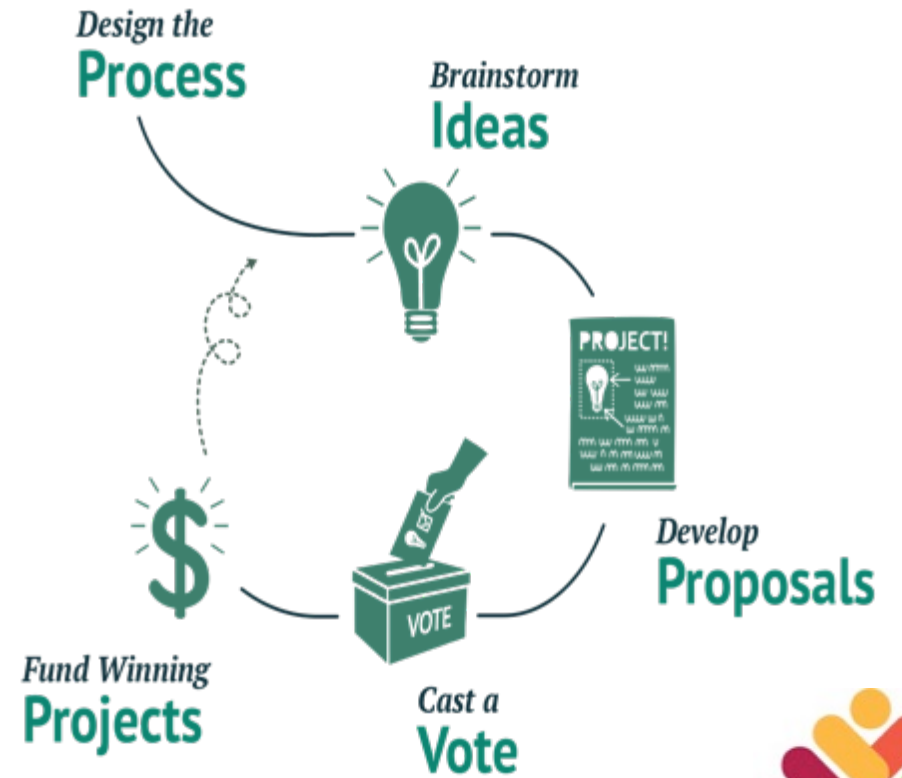 Design the
Process
Brainstorm
Ideas
PROJECT!
Develop
Proposals
VOTE
Cast a
Vote
Fund Winning
Projects